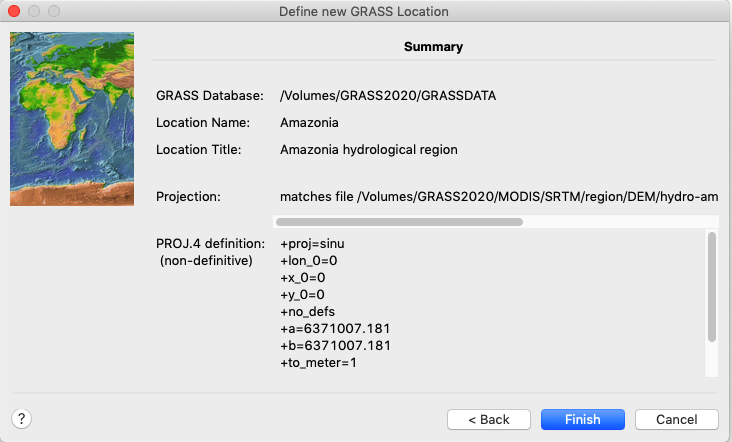 Define new GRASS Location
Summary
GRASS Database: /Volumes/GRASS2020/GRASSDATA
Location Name: Amazonia
Location Title: Amazonia hydrological region
Projection: matches file /Volumes/GRASS2020/MODIS/SRTM/region/DEM/hydro-am
PROJ.4 definition: +proj=sinu
(non-definitive) +lon_0=0
+x_0=0
+y_0=0
+no_defs
+a=6371007.181
+b=6371007.181
+to_meter=1
? < Back Finish Cancel